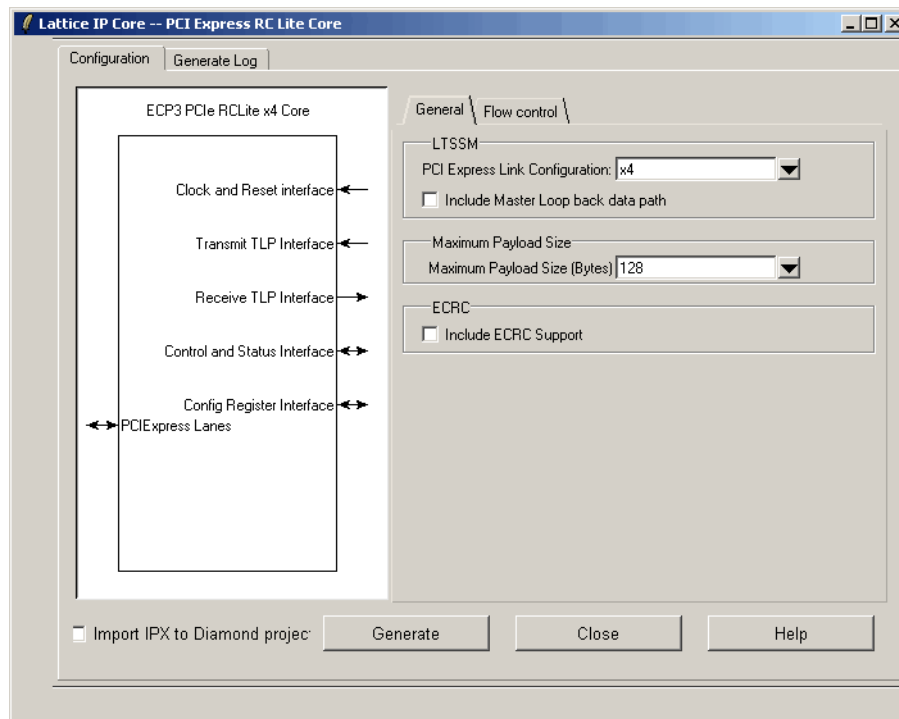 Lattice IP Core -- PCI Express RC Lite Core
Configuration
Generate Log
ECP3 PCIe RCLite x4 Core
Clock and Reset interface
Transmit TLP Interface
Receive TLP Interface
Control and Status Interface
Config Register Interface
PCIExpress Lanes
General
Flow control
LTSSM
PCI Express Link Configuration: x4
Include Master Loop back data path
Maximum Payload Size
Maximum Payload Size (Bytes) 128
ECRC
Include ECRC Support
Import IPX to Diamond projec
Generate
Close
Help